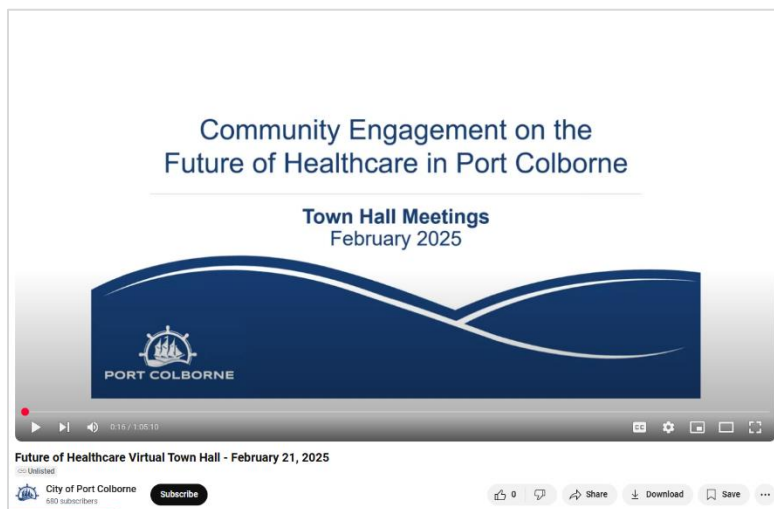 Community Engagement on the
Future of Healthcare in Port Colborne
Town Hall Meetings
February 2025
PORT COLBORNE
0:16 / 1:05:10
CC
Future of Healthcare Virtual Town Hall - February 21, 2025
Unlisted
City of Port Colborne
680 subscribers
Subscribe
0
Share
Download
Save